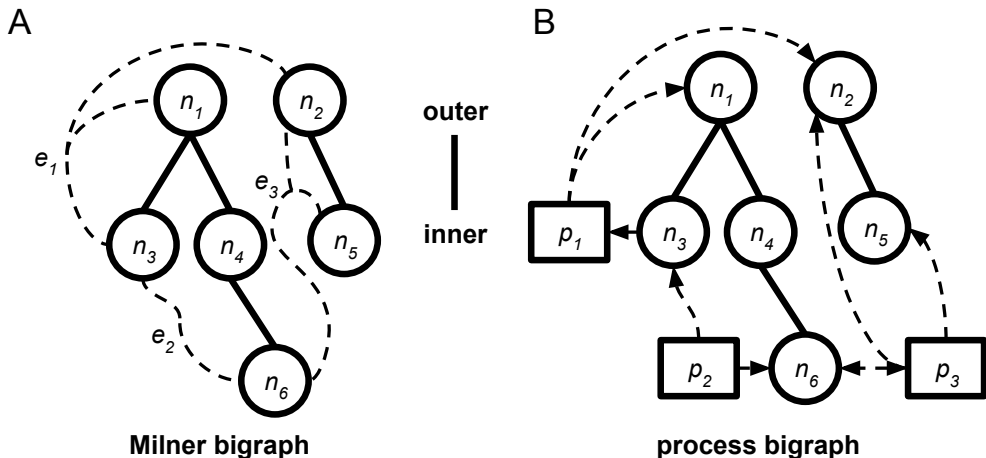 A
B
n1
n2
outer
n1
n2
e1
e3
n3
n4
n5
inner
p1
n3
n4
n5
e2
n6
p2
n6
p3
Milner bigraph
process bigraph